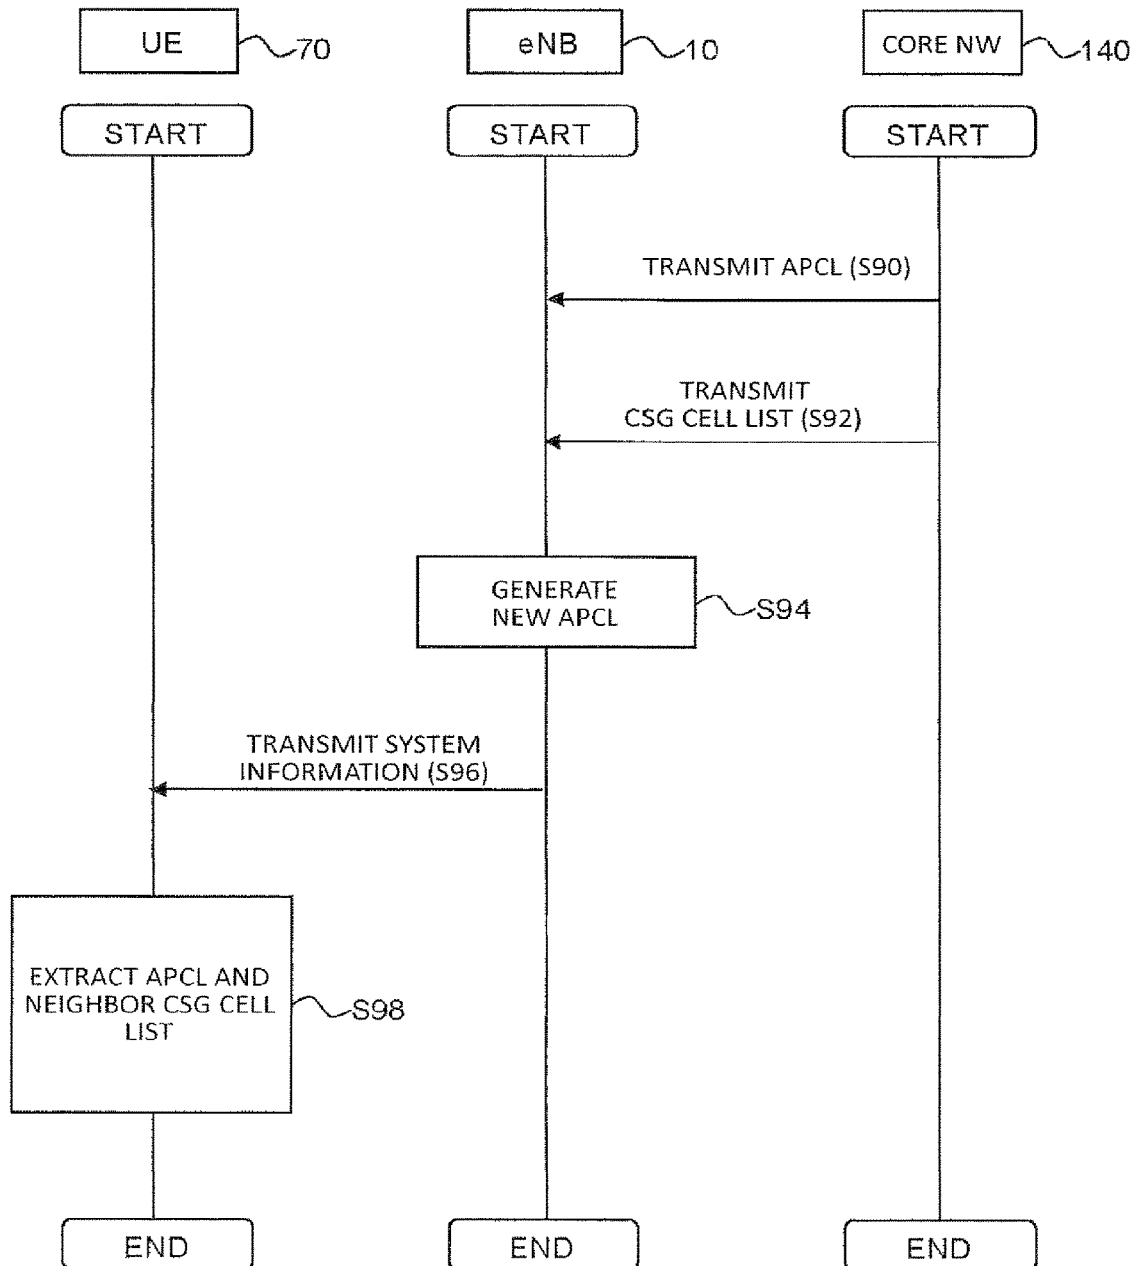 UE
70
eNB
10
CORE NW
140
START
START
START
TRANSMIT APCL (S90)
TRANSMIT
CSG CELL LIST (S92)
GENERATE
NEW APCL
S94
TRANSMIT SYSTEM
INFORMATION (S96)
EXTRACT APCL AND
NEIGHBOR CSG CELL
LIST
S98
END
END
END